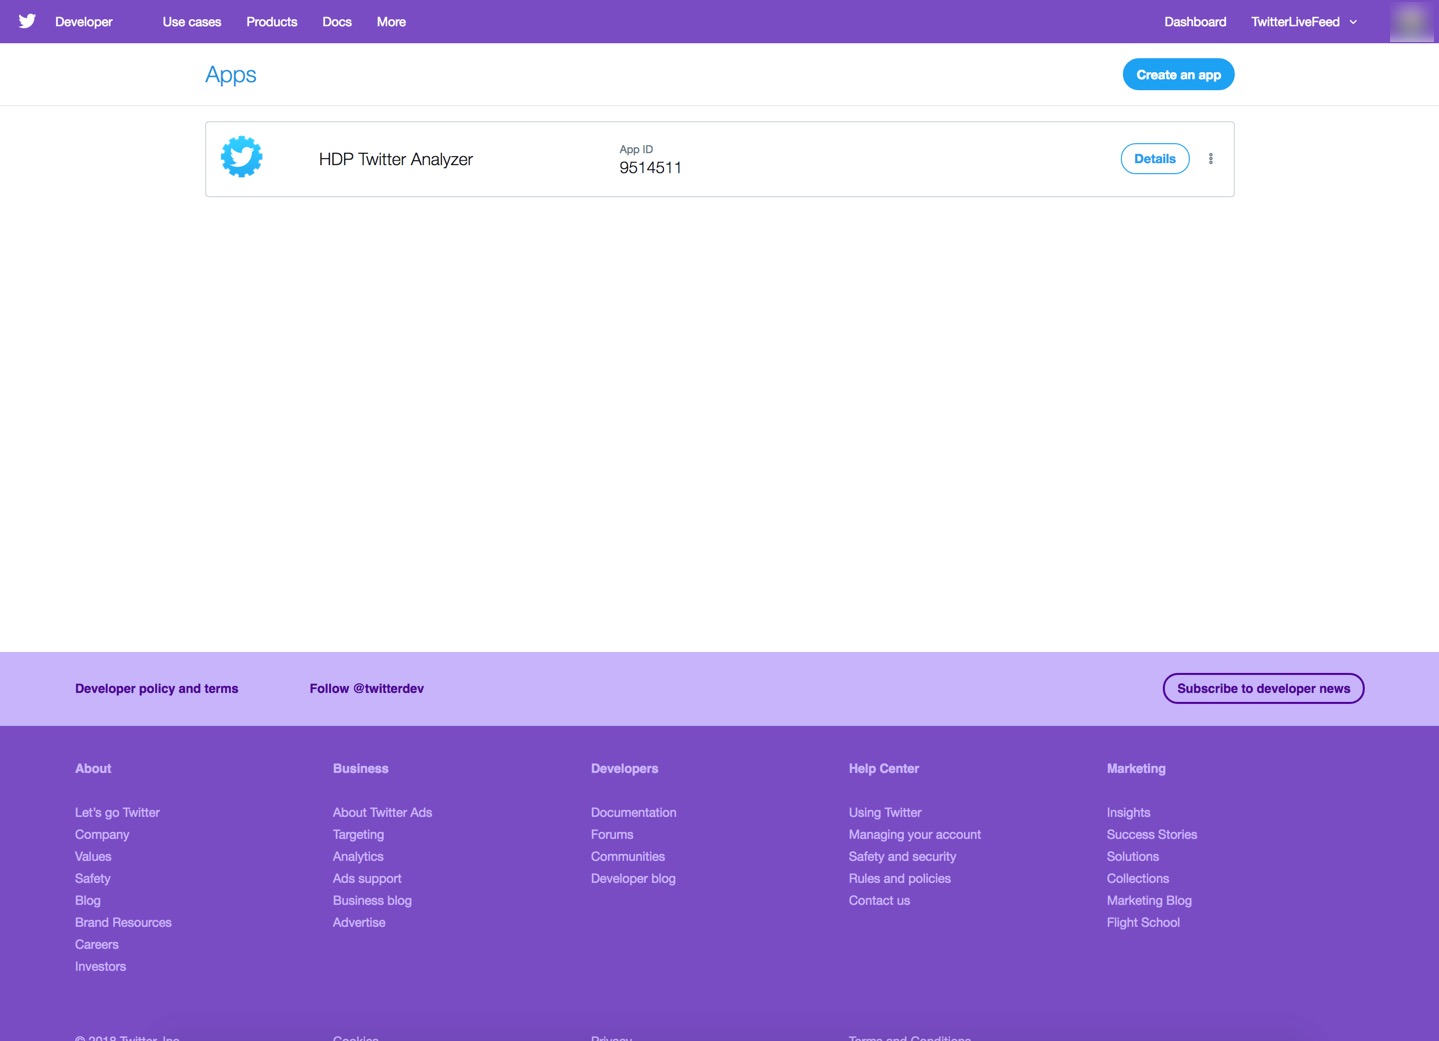 Developer Use cases Products Docs More Dashboard TwitterLiveFeed
Apps Create an app
HDP Twitter Analyzer
App ID
9514511
Details
Developer policy and terms Follow @twitterdev Subscribe to developer news
About Business Developers Help Center Marketing
Let's go Twitter About Twitter Ads Documentation Using Twitter Insights
Company Targeting Forums Managing your account Success Stories
Values Analytics Communities Safety and security Solutions
Safety Ads support Developer blog Rules and policies Collections
Blog Business blog Contact us Marketing Blog
Brand Resources Advertise Flight School
Careers
Investors
© 2018 Twitter, Inc. Cookies Privacy Terms and Conditions